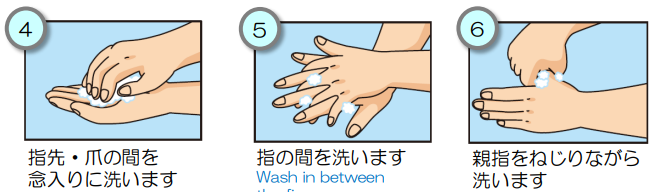 4
指先・爪の間を
念入りに洗います
5
指の間を洗います
Wash in between
6
親指をねじりながら
洗います